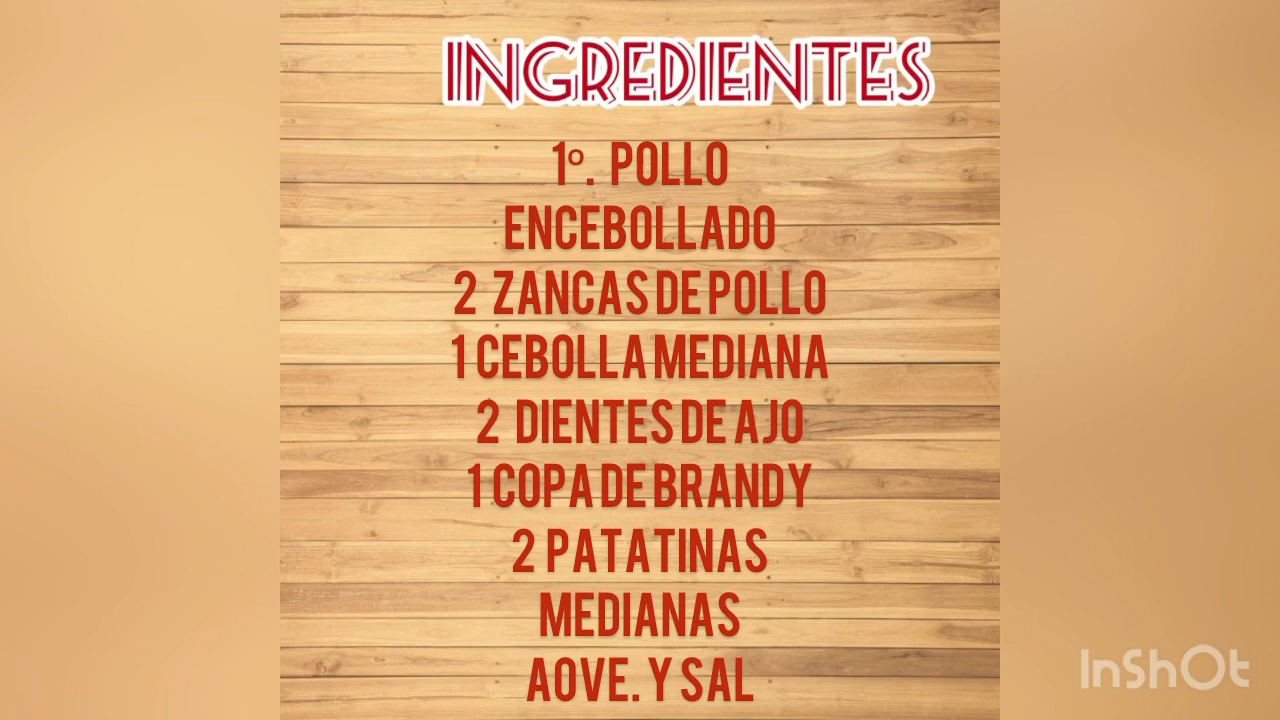 INGREDIENTES
1º. POLLO
ENCEBOLLADO
2 ZANCAS DE POLLO
1 CEBOLLA MEDIANA
2 DIENTES DE AJO
1 COPA DE BRANDY
2 PATATINAS
MEDIANAS
AOVE. Y SAL
InShOt